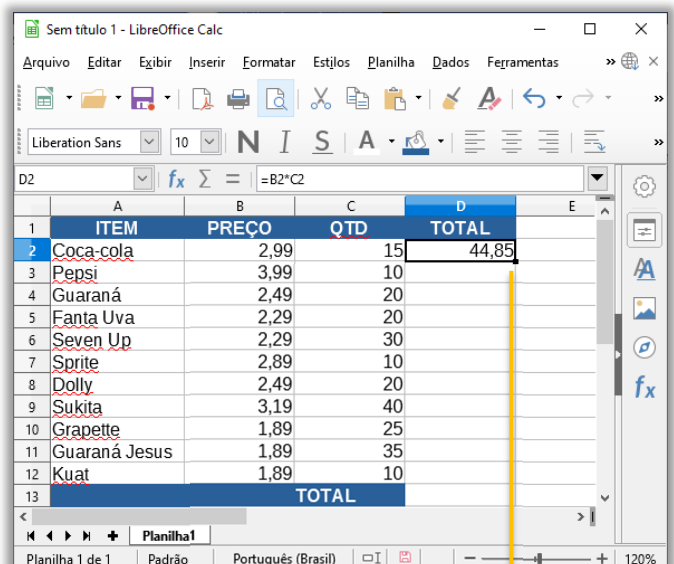 Sem título 1 - LibreOffice Calc
Arquivo Editar Exibir Inserir Formatar Estilos Planilha Dados Ferramentas »
»
Liberation Sans 10 N I S A »
D2 fx Σ = =B2*C2
A B C D E
1 ITEM PREÇO QTD TOTAL
2 Coca-cola 2,99 15 44,85
3 Pepsi 3,99 10
4 Guaraná 2,49 20
5 Fanta Uva 2,29 20
6 Seven Up 2,29 30
7 Sprite 2,89 10
8 Dolly 2,49 20
9 Sukita 3,19 40
10 Grapette 1,89 25
11 Guaraná Jesus 1,89 35
12 Kuat 1,89 10
13 TOTAL
Planilha1
Planilha 1 de 1 Padrão Português (Brasil) 120%